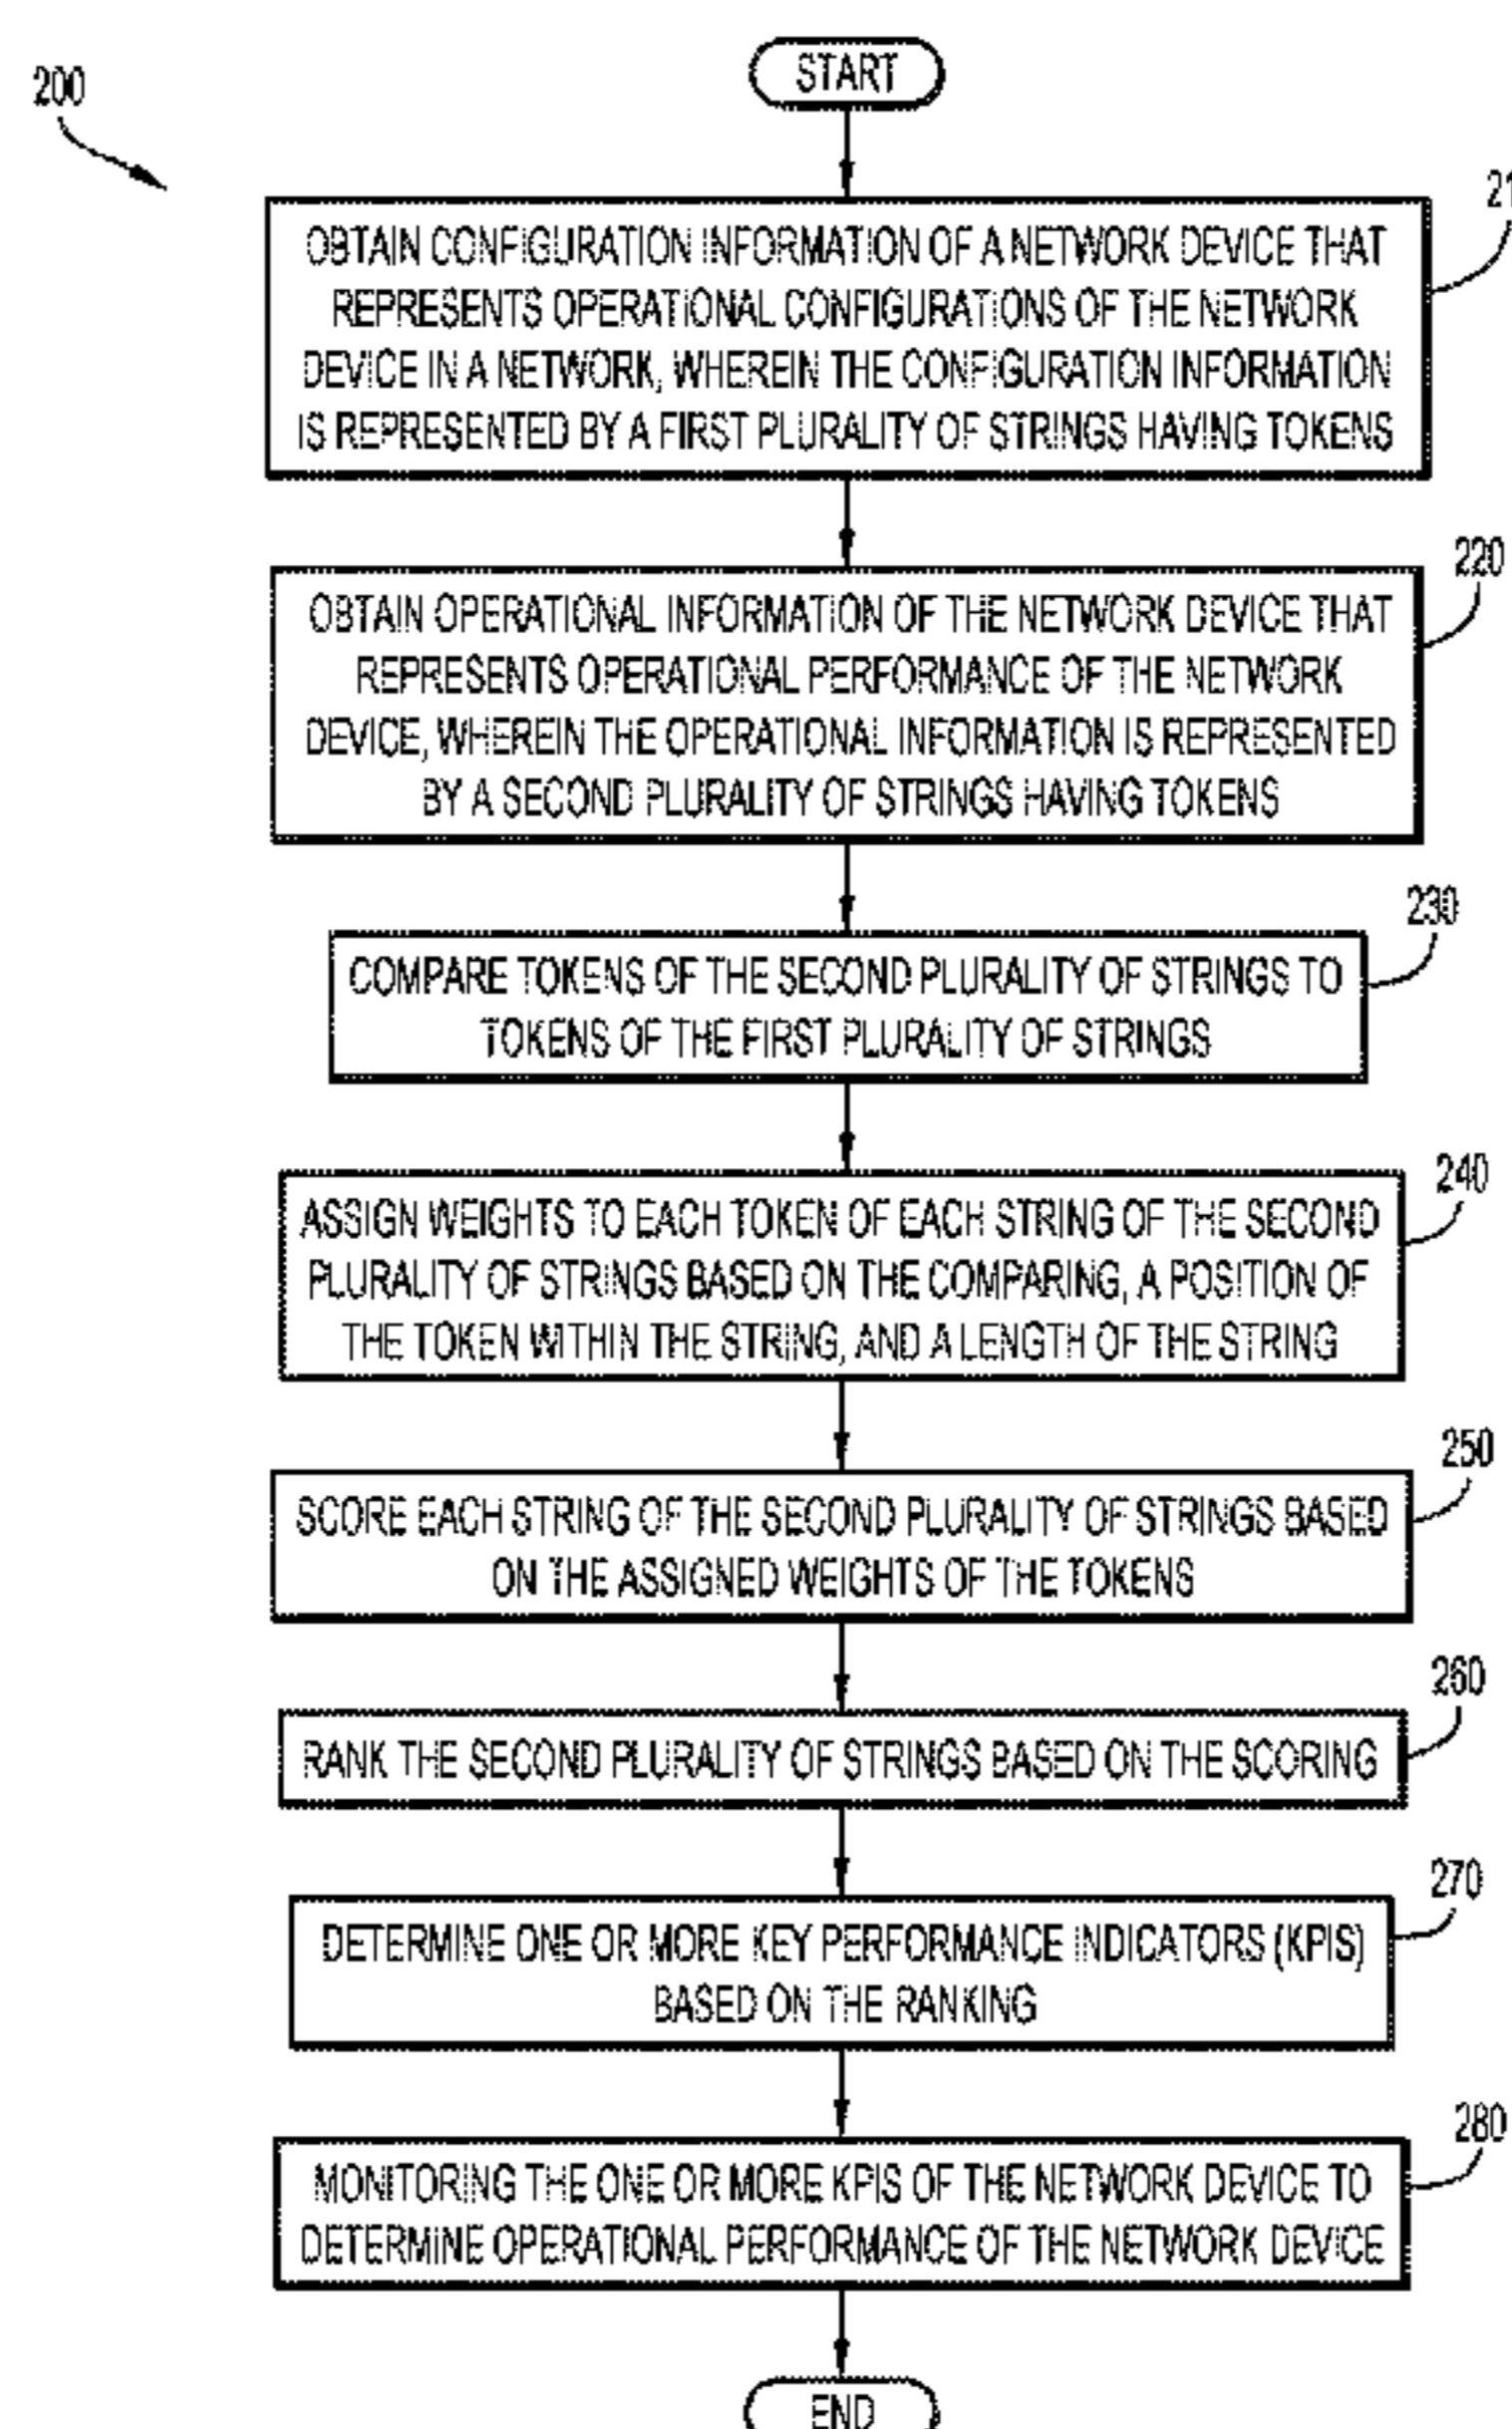 START
200
21
OBTAIN CONFIGURATION INFORMATION OF A NETWORK DEVICE THAT
REPRESENTS OPERATIONAL CONFIGURATIONS OF THE NETWORK
DEVICE IN A NETWORK, WHEREIN THE CONFIGURATION INFORMATION
IS REPRESENTED BY A FIRST PLURALITY OF STRINGS HAVING TOKENS
220
OBTAIN OPERATIONAL INFORMATION OF THE NETWORK DEVICE THAT
REPRESENTS OPERATIONAL PERFORMANCE OF THE NETWORK
DEVICE, WHEREIN THE OPERATIONAL INFORMATION IS REPRESENTED
BY A SECOND PLURALITY OF STRINGS HAVING TOKENS
230
COMPARE TOKENS OF THE SECOND PLURALITY OF STRINGS TO
TOKENS OF THE FIRST PLURALITY OF STRINGS
240
ASSIGN WEIGHTS TO EACH TOKEN OF EACH STRING OF THE SECOND
PLURALITY OF STRINGS BASED ON THE COMPARING, A POSITION OF
THE TOKEN WITHIN THE STRING, AND A LENGTH OF THE STRING
250
SCORE EACH STRING OF THE SECOND PLURALITY OF STRINGS BASED
ON THE ASSIGNED WEIGHTS OF THE TOKENS
260
RANK THE SECOND PLURALITY OF STRINGS BASED ON THE SCORING
270
DETERMINE ONE OR MORE KEY PERFORMANCE INDICATORS (KPIS)
BASED ON THE RANKING
280
MONITORING THE ONE OR MORE KPIS OF THE NETWORK DEVICE TO
DETERMINE OPERATIONAL PERFORMANCE OF THE NETWORK DEVICE
END